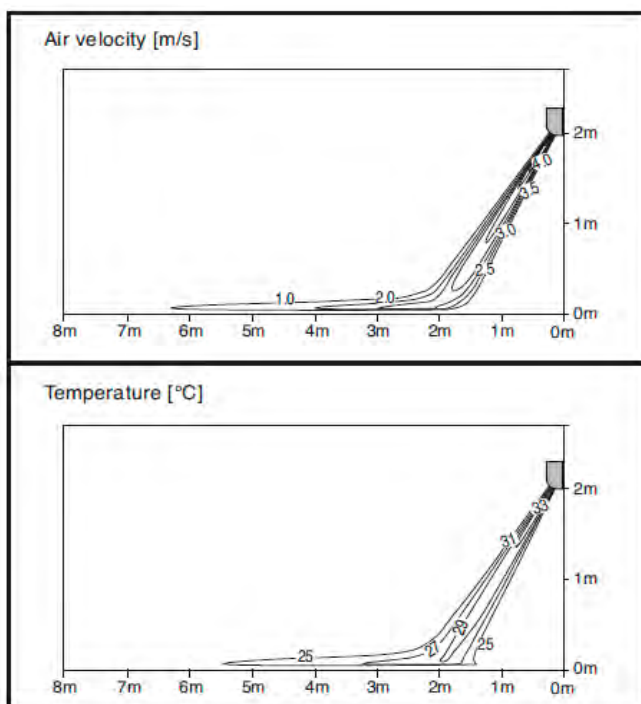 Air velocity [m/s]
2m
4.0
3.5
1m
3.0
2.5
1.0
2.0
0m
8m 7m 6m 5m 4m 3m 2m 1m 0m
Temperature [°C]
2m
33
31
1m
29
27
25
25
0m
8m 7m 6m 5m 4m 3m 2m 1m 0m